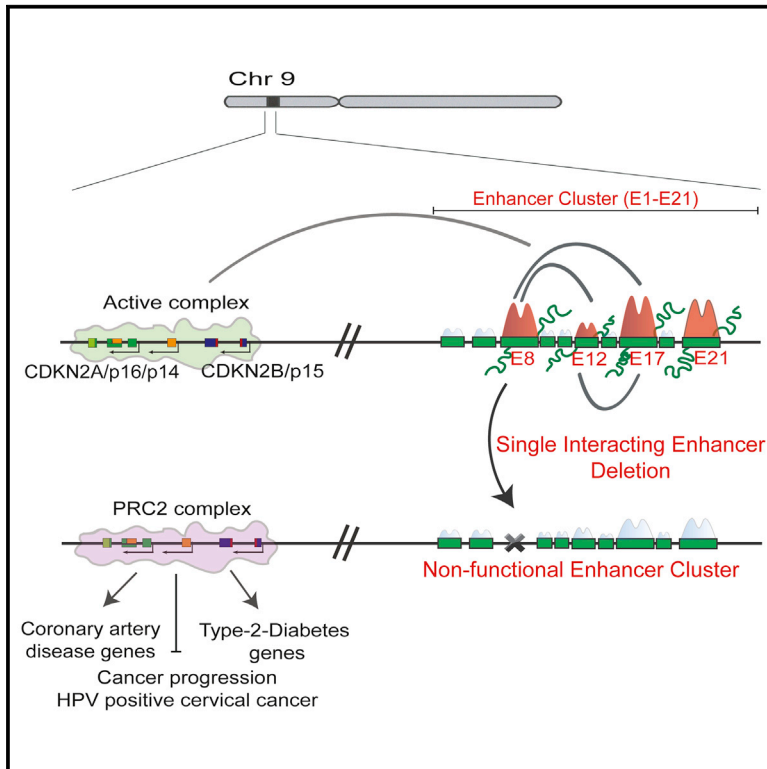 Chr 9
Enhancer Cluster (E1-E21)
Active complex
CDKN2A/p16/p14
CDKN2B/p15
E8
E12
E17
E21
Single Interacting Enhancer
Deletion
PRC2 complex
Non-functional Enhancer Cluster
Coronary artery
disease genes
Type-2-Diabetes
genes
Cancer progression
HPV positive cervical cancer